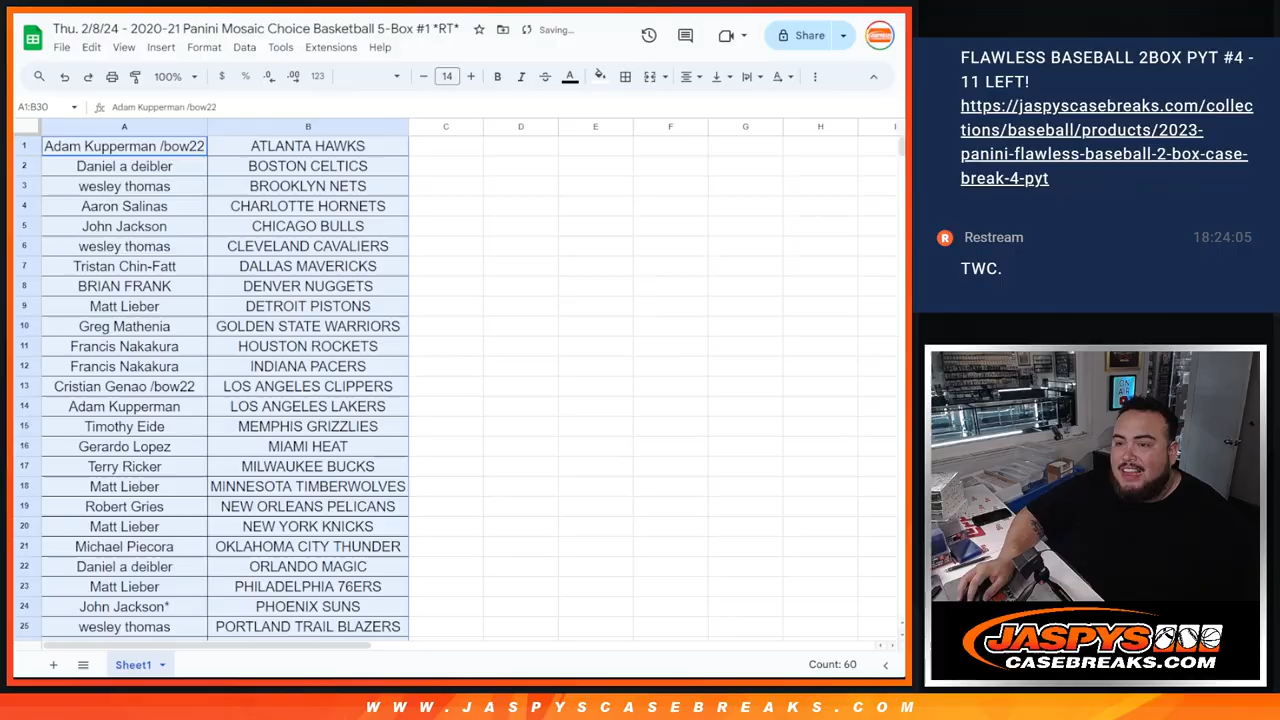 Thu. 2/8/24 - 2020-21 Panini Mosaic Choice Basketball 5-Box #1 *RT*
Saving…
File Edit View Insert Format Data Tools Extensions Help
Share
100% $ % .0 .00 123 14 B I S A
A1:B30 fx Adam Kupperman /bow22
A B C D E F G H I
1 Adam Kupperman /bow22 ATLANTA HAWKS
2 Daniel a deibler BOSTON CELTICS
3 wesley thomas BROOKLYN NETS
4 Aaron Salinas CHARLOTTE HORNETS
5 John Jackson CHICAGO BULLS
6 wesley thomas CLEVELAND CAVALIERS
7 Tristan Chin-Fatt DALLAS MAVERICKS
8 BRIAN FRANK DENVER NUGGETS
9 Matt Lieber DETROIT PISTONS
10 Greg Mathenia GOLDEN STATE WARRIORS
11 Francis Nakakura HOUSTON ROCKETS
12 Francis Nakakura INDIANA PACERS
13 Cristian Genao /bow22 LOS ANGELES CLIPPERS
14 Adam Kupperman LOS ANGELES LAKERS
15 Timothy Eide MEMPHIS GRIZZLIES
16 Gerardo Lopez MIAMI HEAT
17 Terry Ricker MILWAUKEE BUCKS
18 Matt Lieber MINNESOTA TIMBERWOLVES
19 Robert Gries NEW ORLEANS PELICANS
20 Matt Lieber NEW YORK KNICKS
21 Michael Piecora OKLAHOMA CITY THUNDER
22 Daniel a deibler ORLANDO MAGIC
23 Matt Lieber PHILADELPHIA 76ERS
24 John Jackson* PHOENIX SUNS
25 wesley thomas PORTLAND TRAIL BLAZERS
Sheet1
Count: 60
FLAWLESS BASEBALL 2BOX PYT #4 -
11 LEFT!
https://jaspyscasebreaks.com/collec
tions/baseball/products/2023-
panini-flawless-baseball-2-box-case-
break-4-pyt
R Restream 18:24:05
TWC.
ON AIR
JASPYS
CASEBREAKS.COM
WWW.JASPYSCASEBREAKS.COM